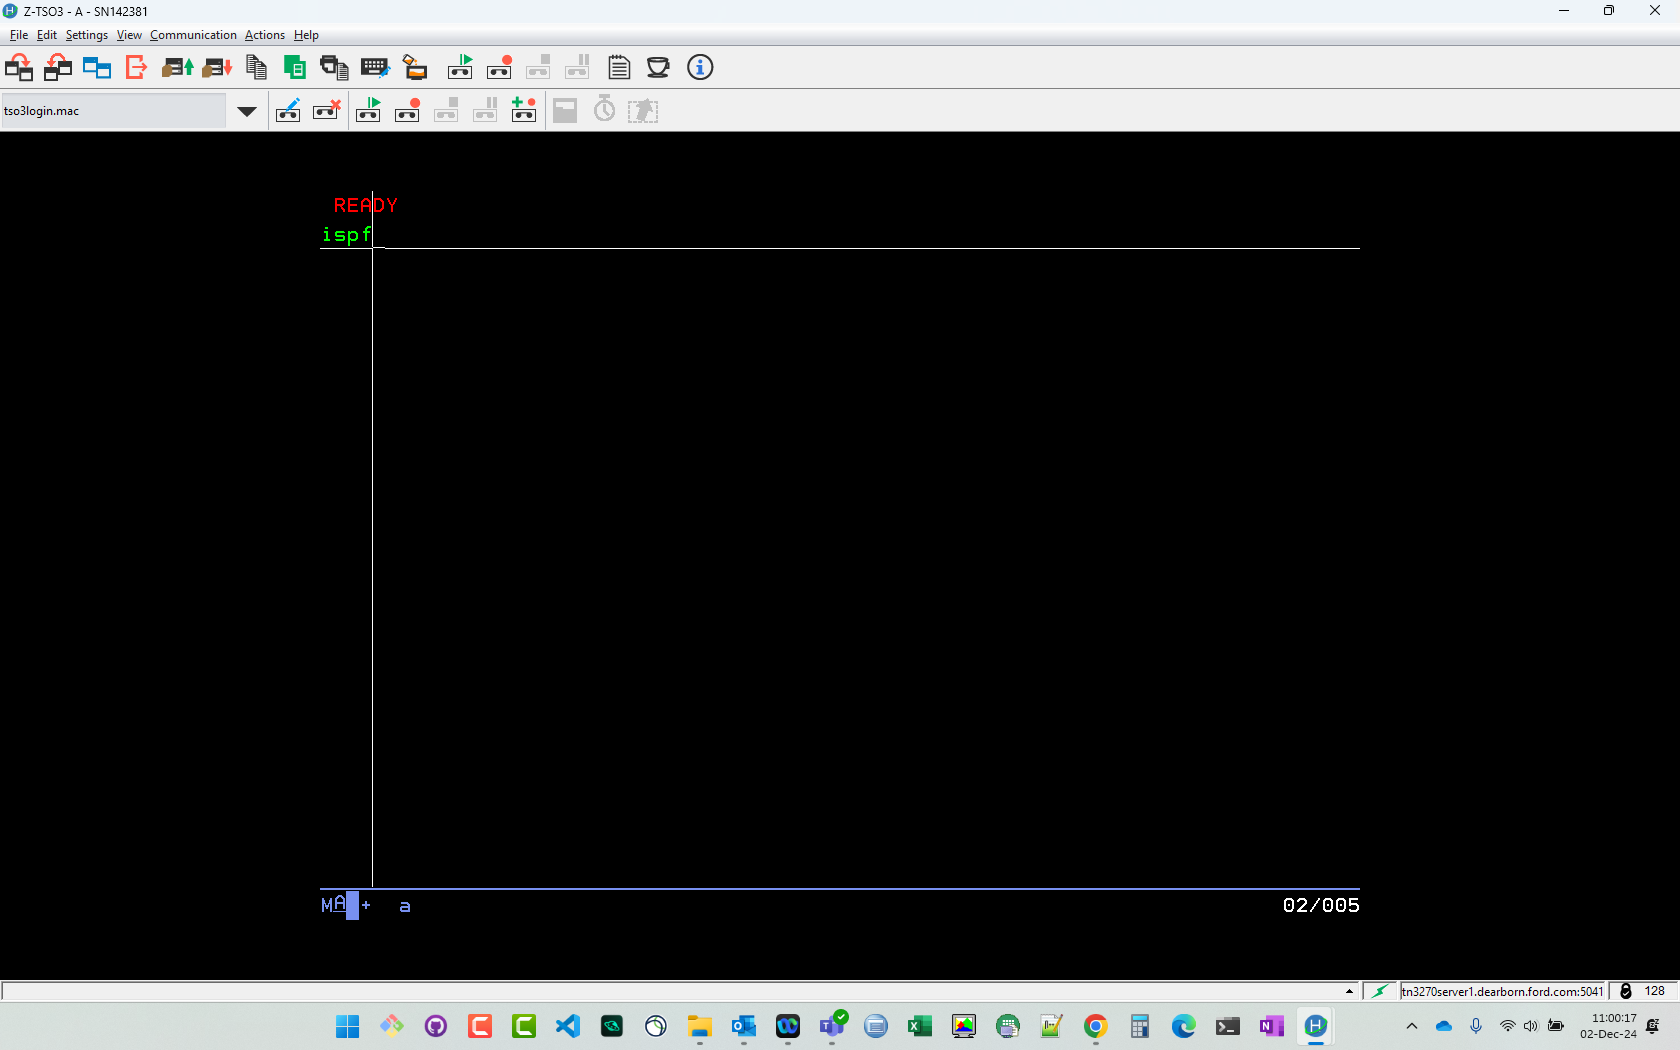 Z-TSO3 - A - SN142381
File Edit Settings View Communication Actions Help
tso3login.mac
READY
ispf
MA + a
02/005
tn3270server1.dearborn.ford.com:5041
128
11:00:17
02-Dec-24